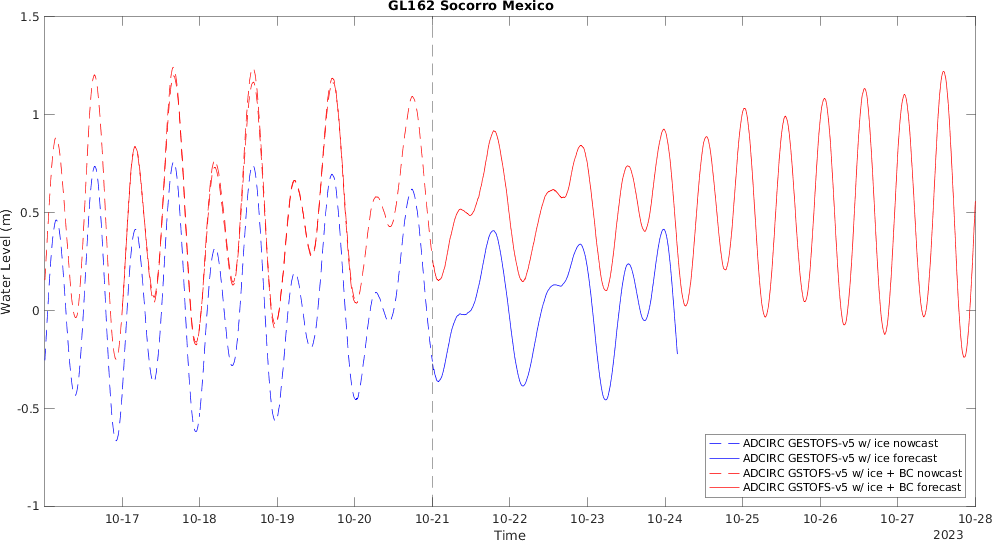 GL162 Socorro Mexico
1.5
1
0.5
0
-0.5
-1
Water Level (m)
10-17 10-18 10-19 10-20 10-21 10-22 10-23 10-24 10-25 10-26 10-27 10-28
Time
2023
ADCIRC GESTOFS-v5 w/ ice nowcast
ADCIRC GESTOFS-v5 w/ ice forecast
ADCIRC GSTOFS-v5 w/ ice + BC nowcast
ADCIRC GSTOFS-v5 w/ ice + BC forecast